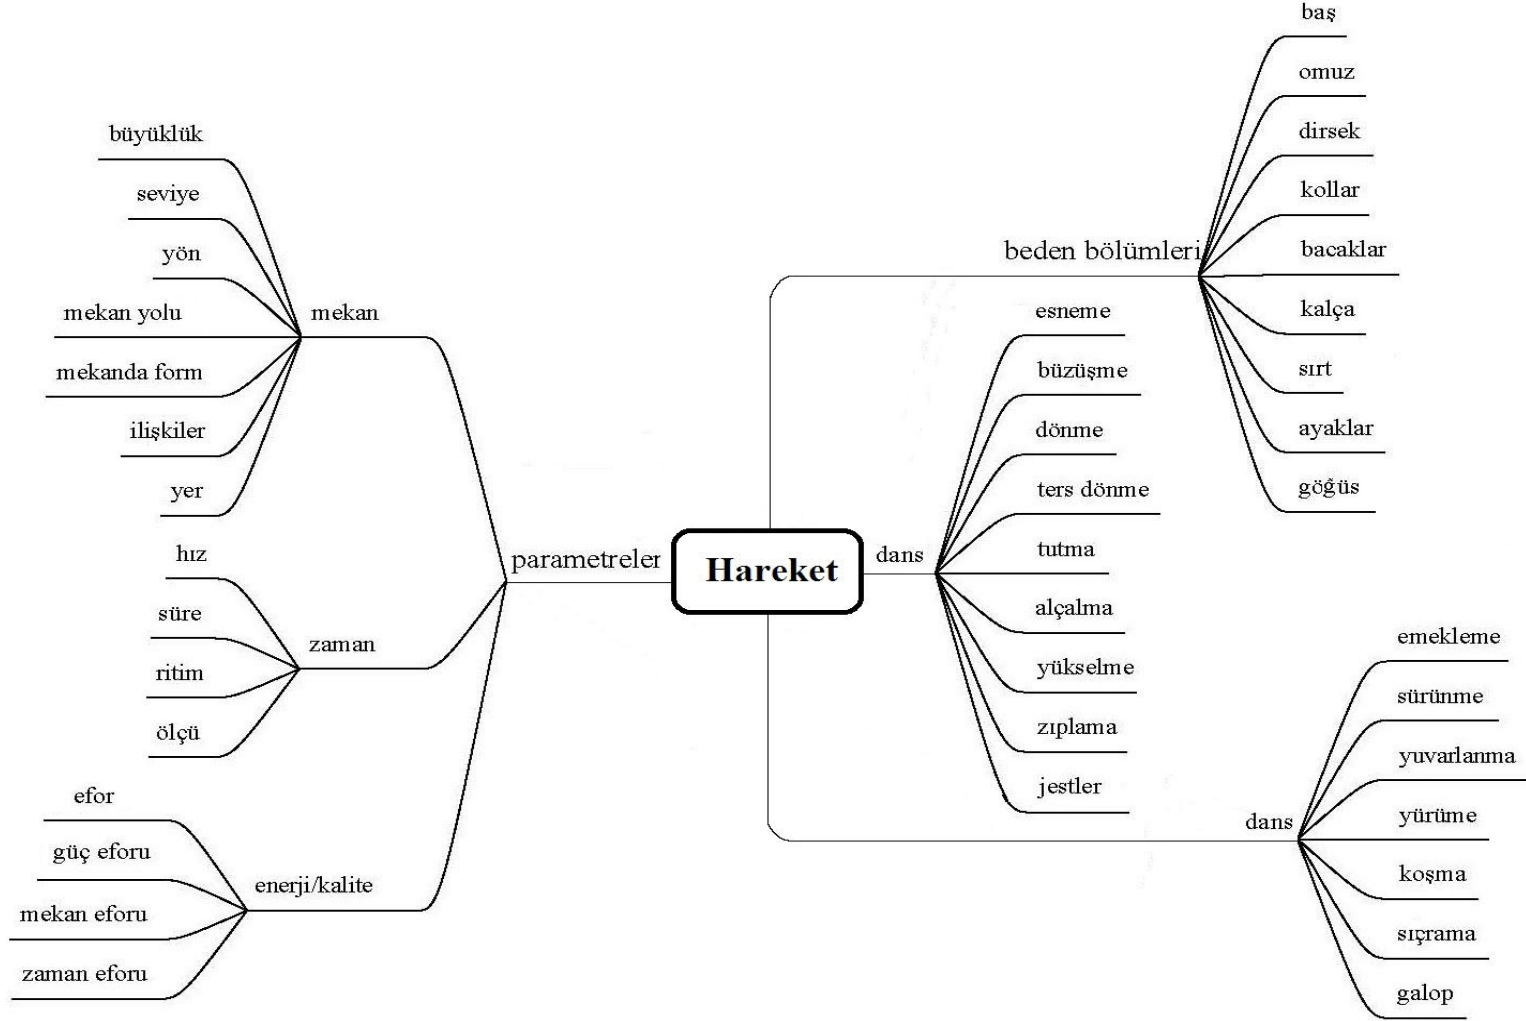 Hareket
parametreler
mekan
büyüklük
seviye
yön
mekan yolu
mekanda form
ilişkiler
yer
zaman
hız
süre
ritim
ölçü
enerji/kalite
efor
güç eforu
mekan eforu
zaman eforu
beden bölümleri
baş
omuz
dirsek
kollar
bacaklar
kalça
sırt
ayaklar
göğüs
dans
esneme
büzüşme
dönme
ters dönme
tutma
alçalma
yükselme
zıplama
jestler
dans
emekleme
sürünme
yuvarlanma
yürüme
koşma
sıçrama
galop